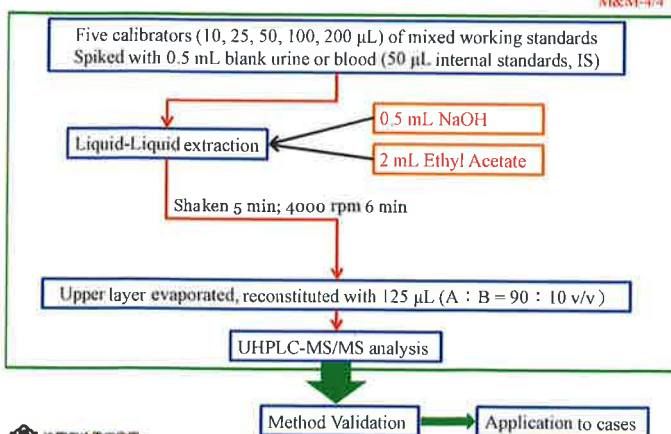 M&M-4/4
Five calibrators (10, 25, 50, 100, 200 μL) of mixed working standards
Spiked with 0.5 mL blank urine or blood (50 μL internal standards, IS)
0.5 mL NaOH
Liquid-Liquid extraction
2 mL Ethyl Acetate
Shaken 5 min; 4000 rpm 6 min
Upper layer evaporated, reconstituted with 125 μL (A：B = 90：10 v/v)
UHPLC-MS/MS analysis
Method Validation
Application to cases